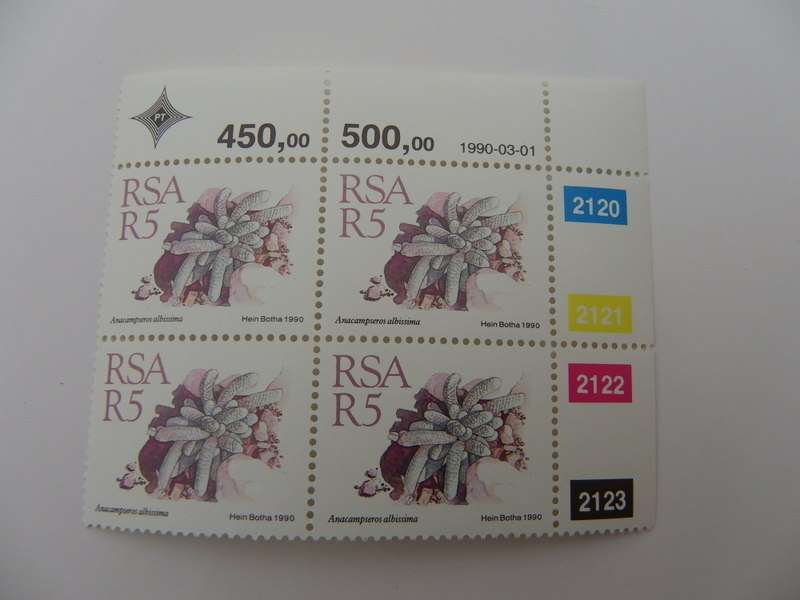 PT
450,00 500,00 1990-03-01
RSA
R5
Anacampseros albissima Hein Botha 1990
RSA
R5
Anacampseros albissima Hein Botha 1990
2120
2121
RSA
R5
Anacampseros albissima Hein Botha 1990
RSA
R5
Anacampseros albissima Hein Botha 1990
2122
2123